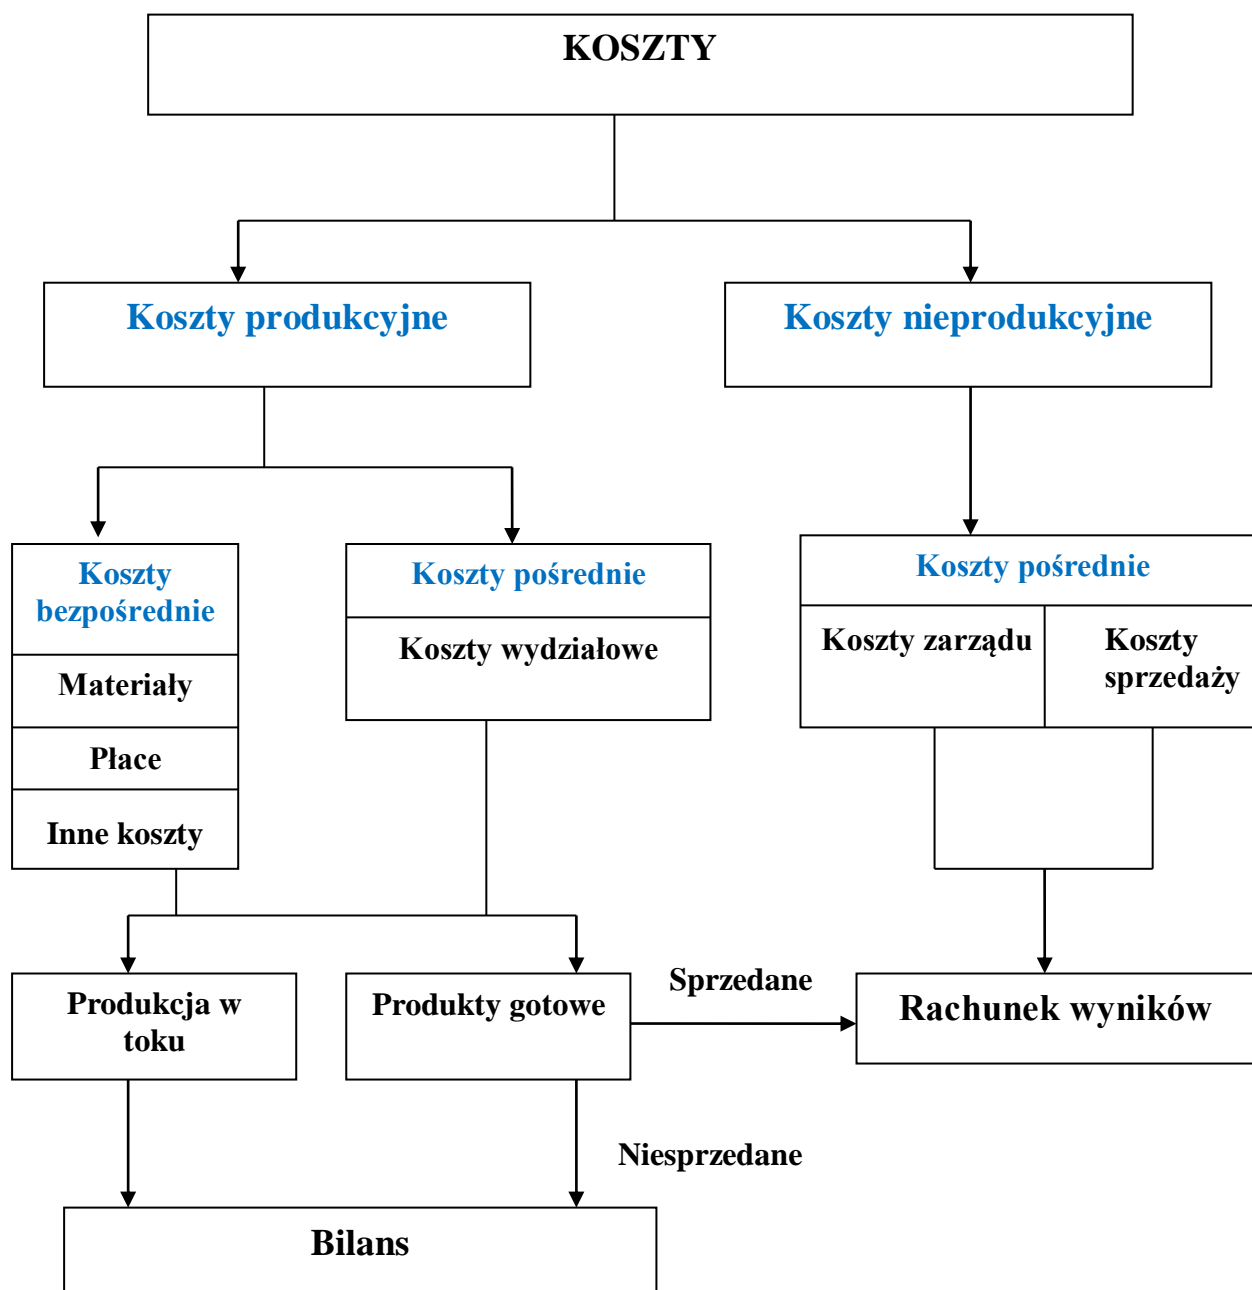 KOSZTY
Koszty produkcyjne
Koszty nieprodukcyjne
Koszty
bezpośrednie
Materiały
Płace
Inne koszty
Koszty pośrednie
Koszty wydziałowe
Koszty pośrednie
Koszty zarządu
Koszty
sprzedaży
Produkcja w
toku
Produkty gotowe
Sprzedane
Rachunek wyników
Niesprzedane
Bilans